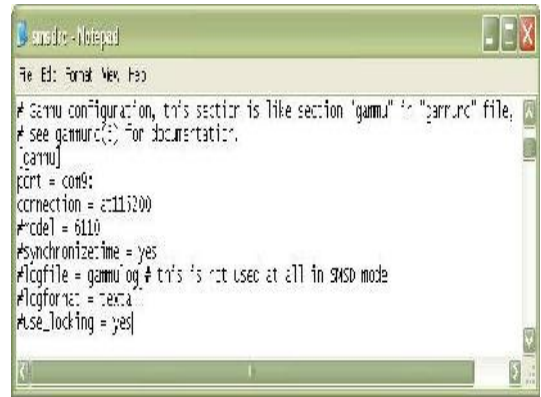 smsdrc - Notepad
File Edit Format View Help
# Gammu configuration, this section is like section "gammu" in "gammurc" file,
# see gammurc(5) for documentation.
[gammu]
port = com9:
connection = at115200
#model = 6110
#synchronizetime = yes
#logfile = gammulog # this is not used at all in SMSD mode
#logformat = textall
#use_locking = yes